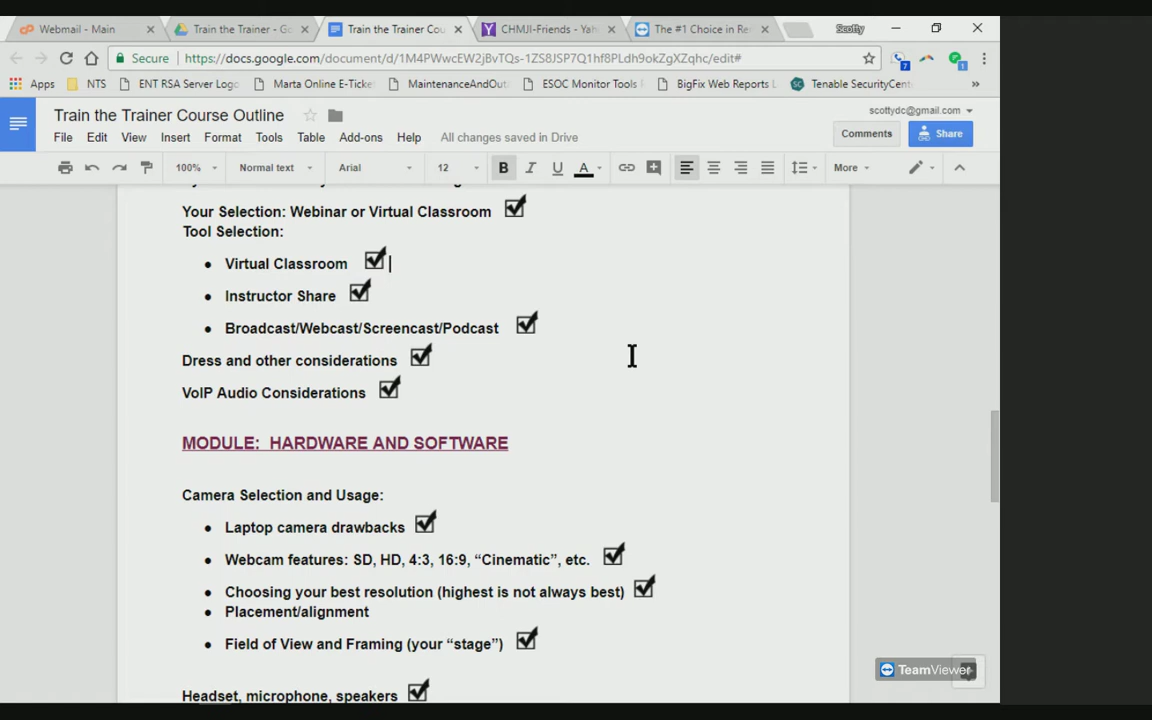 Webmail - Main
Train the Trainer - Go
Train the Trainer Cou
CHMJI-Friends - Yah
The #1 Choice in Re
Scotty
Secure https://docs.google.com/document/d/1M4PWwcEW2jBvTQs-1ZS8JSP7Q1hf8PLdh9okZgXZqhc/edit#
7
1
Apps NTS ENT RSA Server Logo Marta Online E-Ticke MaintenanceAndOut ESOC Monitor Tools BigFix Web Reports L Tenable SecurityCent »
Train the Trainer Course Outline
scottydc@gmail.com
File Edit View Insert Format Tools Table Add-ons Help All changes saved in Drive
Comments Share
100% Normal text Arial 12 B I U A More
Your Selection: Webinar or Virtual Classroom
Tool Selection:
● Virtual Classroom
● Instructor Share
● Broadcast/Webcast/Screencast/Podcast
Dress and other considerations
VoIP Audio Considerations
MODULE: HARDWARE AND SOFTWARE
Camera Selection and Usage:
● Laptop camera drawbacks
● Webcam features: SD, HD, 4:3, 16:9, “Cinematic”, etc.
● Choosing your best resolution (highest is not always best)
● Placement/alignment
● Field of View and Framing (your “stage”)
TeamViewer
Headset, microphone, speakers